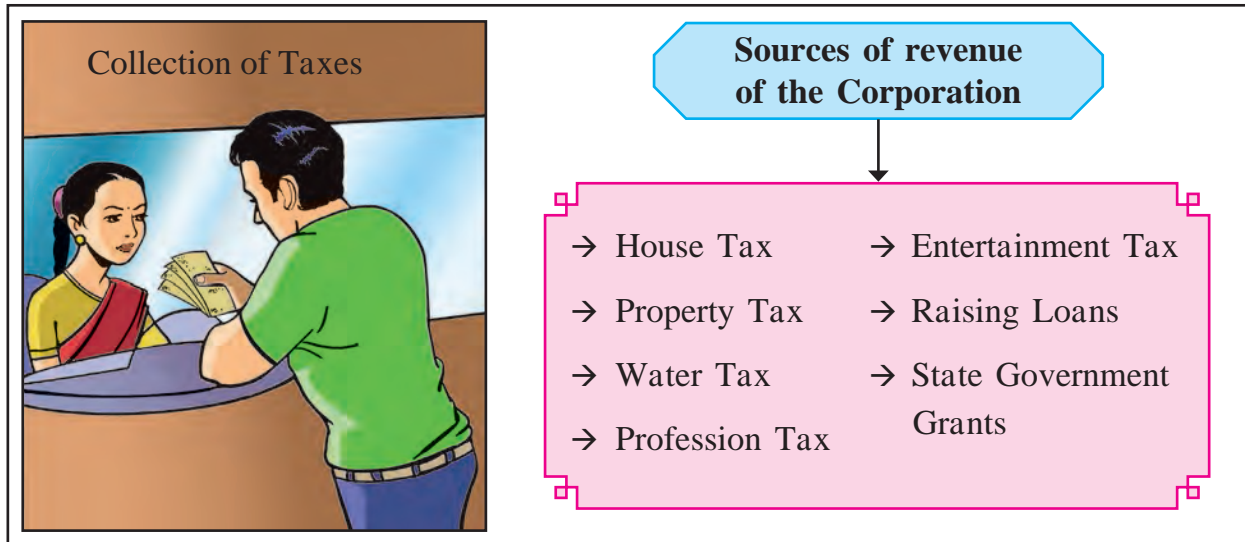 Collection of Taxes
Sources of revenue
of the Corporation
→ House Tax
→ Property Tax
→ Water Tax
→ Profession Tax
→ Entertainment Tax
→ Raising Loans
→ State Government
Grants